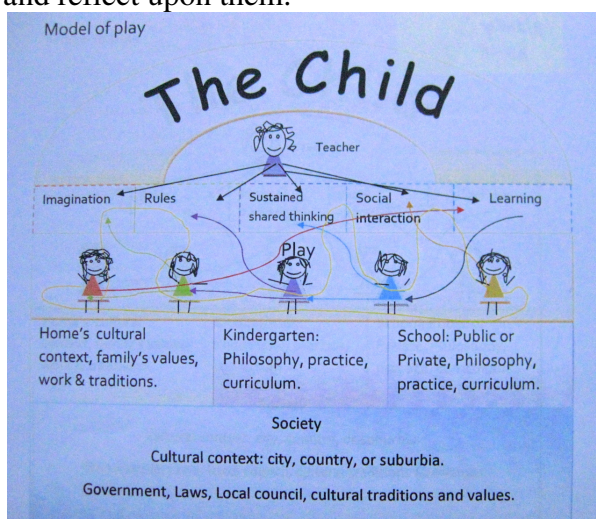 and reflect upon them.
Model of play
The Child
Teacher
Imagination
Rules
Sustained
shared thinking
Social
interaction
Learning
Play
Home's cultural
context, family's values,
work & traditions.
Kindergarten:
Philosophy, practice,
curriculum.
School: Public or
Private, Philosophy,
practice, curriculum.
Society
Cultural context: city, country, or suburbia.
Government, Laws, Local council, cultural traditions and values.